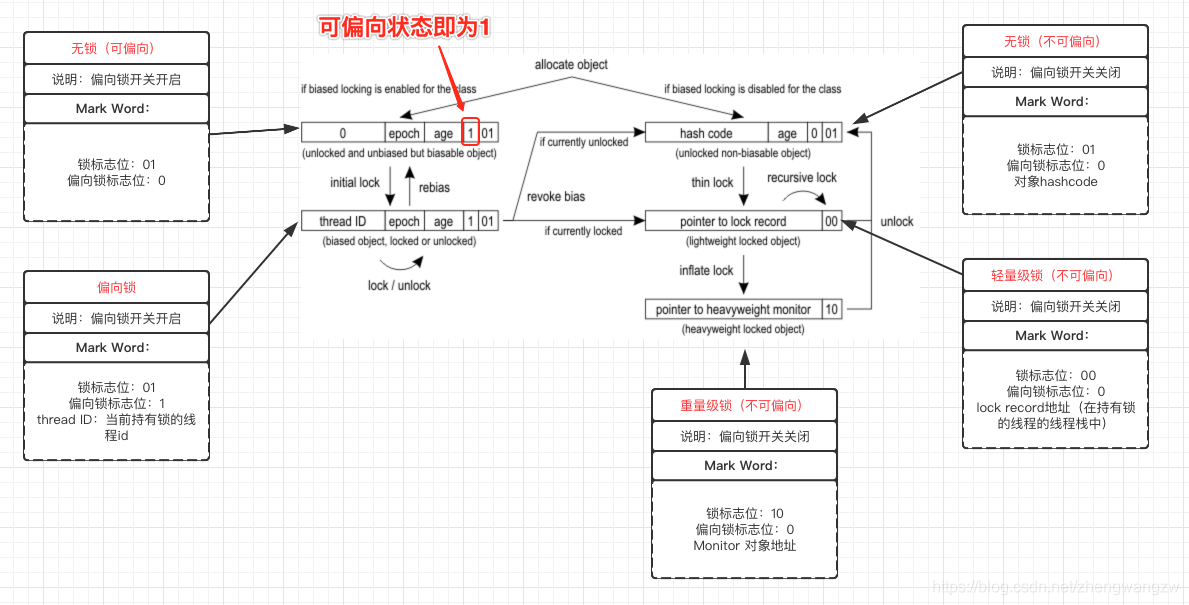 可偏向状态即为1
无锁（可偏向）
说明：偏向锁开关开启
Mark Word：
锁标志位：01
偏向锁标志位：0
偏向锁
说明：偏向锁开关开启
Mark Word：
锁标志位：01
偏向锁标志位：1
thread ID：当前持有锁的线
程id
allocate object
if biased locking is enabled for the class
if biased locking is disabled for the class
0 epoch age 1 01
(unlocked and unbiased but biasable object)
initial lock
rebias
thread ID epoch age 1 01
(biased object, locked or unlocked)
lock / unlock
if currently unlocked
revoke bias
if currently locked
hash code age 0 01
(unlocked non-biasable object)
thin lock
recursive lock
pointer to lock record 00
(lightweight locked object)
unlock
inflate lock
pointer to heavyweight monitor 10
(heavyweight locked object)
重量级锁（不可偏向）
说明：偏向锁开关关闭
Mark Word：
锁标志位：10
偏向锁标志位：0
Monitor 对象地址
无锁（不可偏向）
说明：偏向锁开关关闭
Mark Word：
锁标志位：01
偏向锁标志位：0
对象hashcode
轻量级锁（不可偏向）
说明：偏向锁开关关闭
Mark Word：
锁标志位：00
偏向锁标志位：0
lock record地址（在持有锁
的线程的线程栈中）
https://blog.csdn.net/zhengwangzw